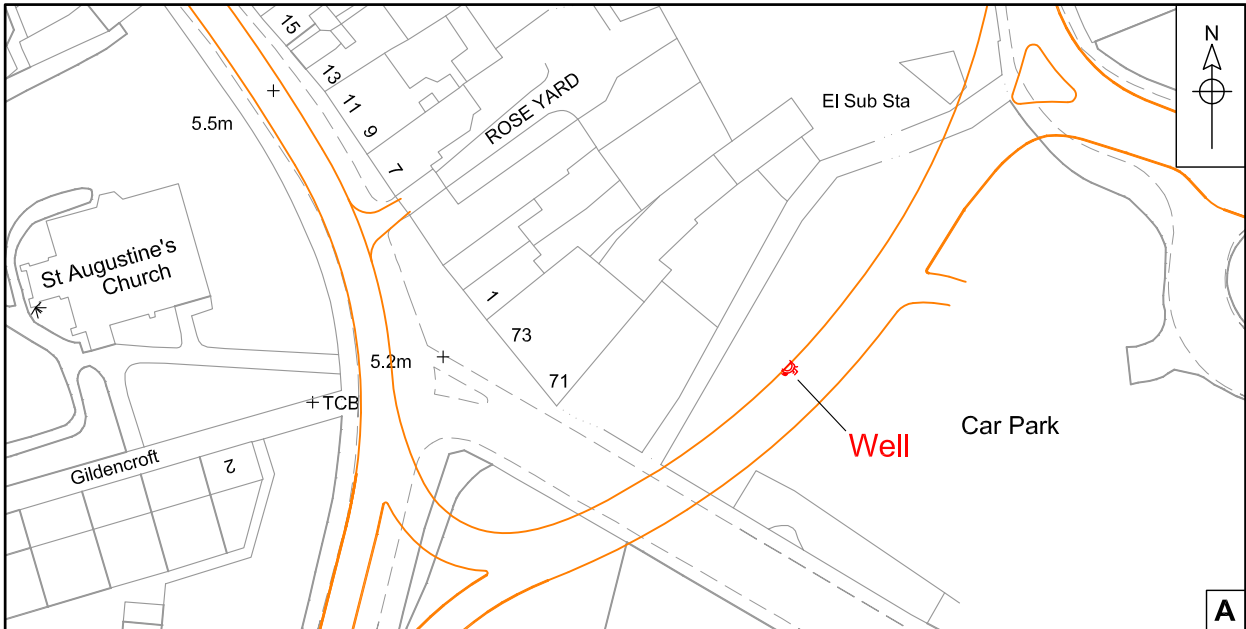 15
13
11
9
7
ROSE YARD
El Sub Sta
N
5.5m
St Augustine's
Church
1
73
71
5.2m
TCB
Gildencroft
2
Well
Car Park
A